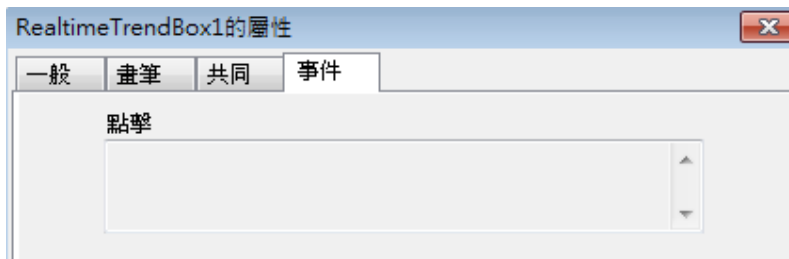 RealtimeTrendBox1的屬性
一般 畫筆 共同 事件
點擊